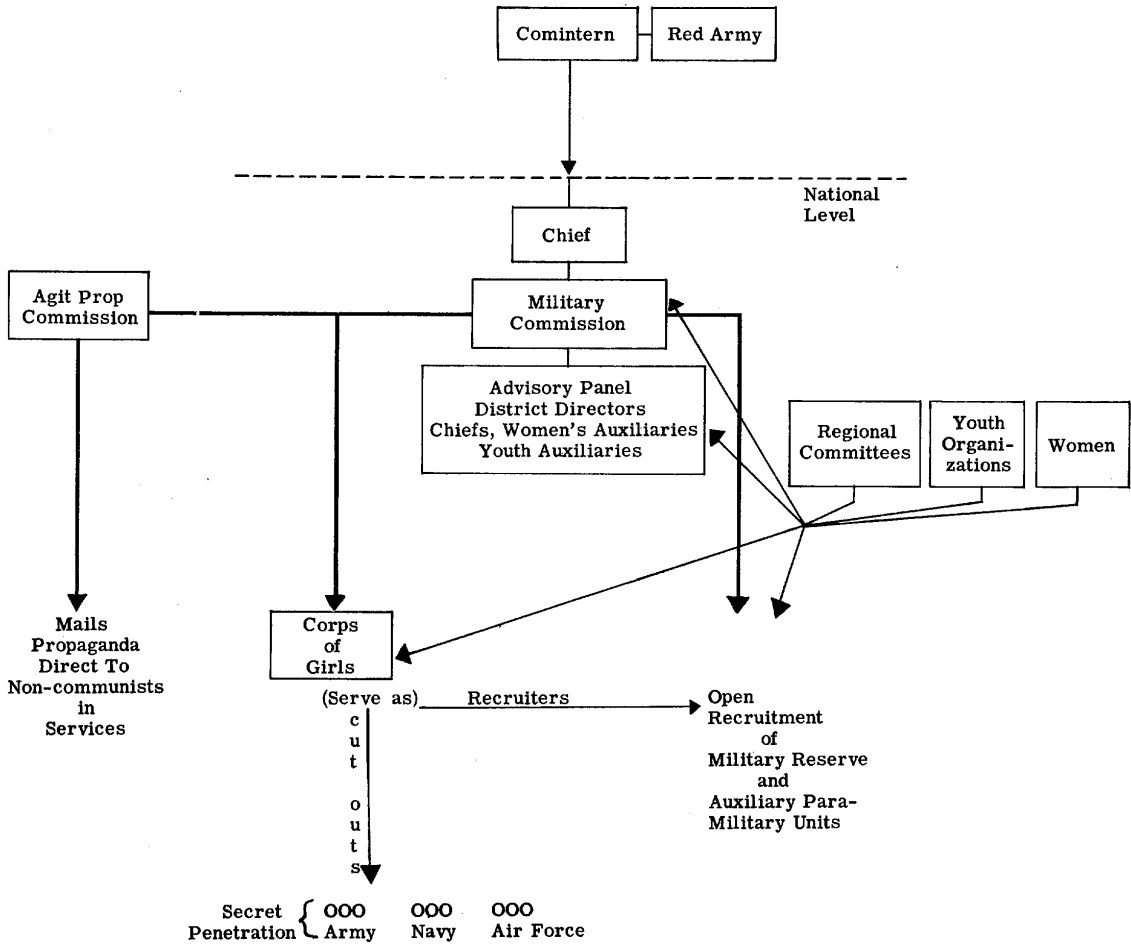 Comintern
Red Army
National
Level
Chief
Agit Prop
Commission
Military
Commission
Advisory Panel
District Directors
Chiefs, Women's Auxiliaries
Youth Auxiliaries
Regional
Committees
Youth
Organi-
zations
Women
Mails
Propaganda
Direct To
Non-communists
in
Services
Corps
of
Girls
(Serve as)
Recruiters
cut outs
Open
Recruitment
of
Military Reserve
and
Auxiliary Para-
Military Units
Secret
Penetration
OOO OOO OOO
Army Navy Air Force